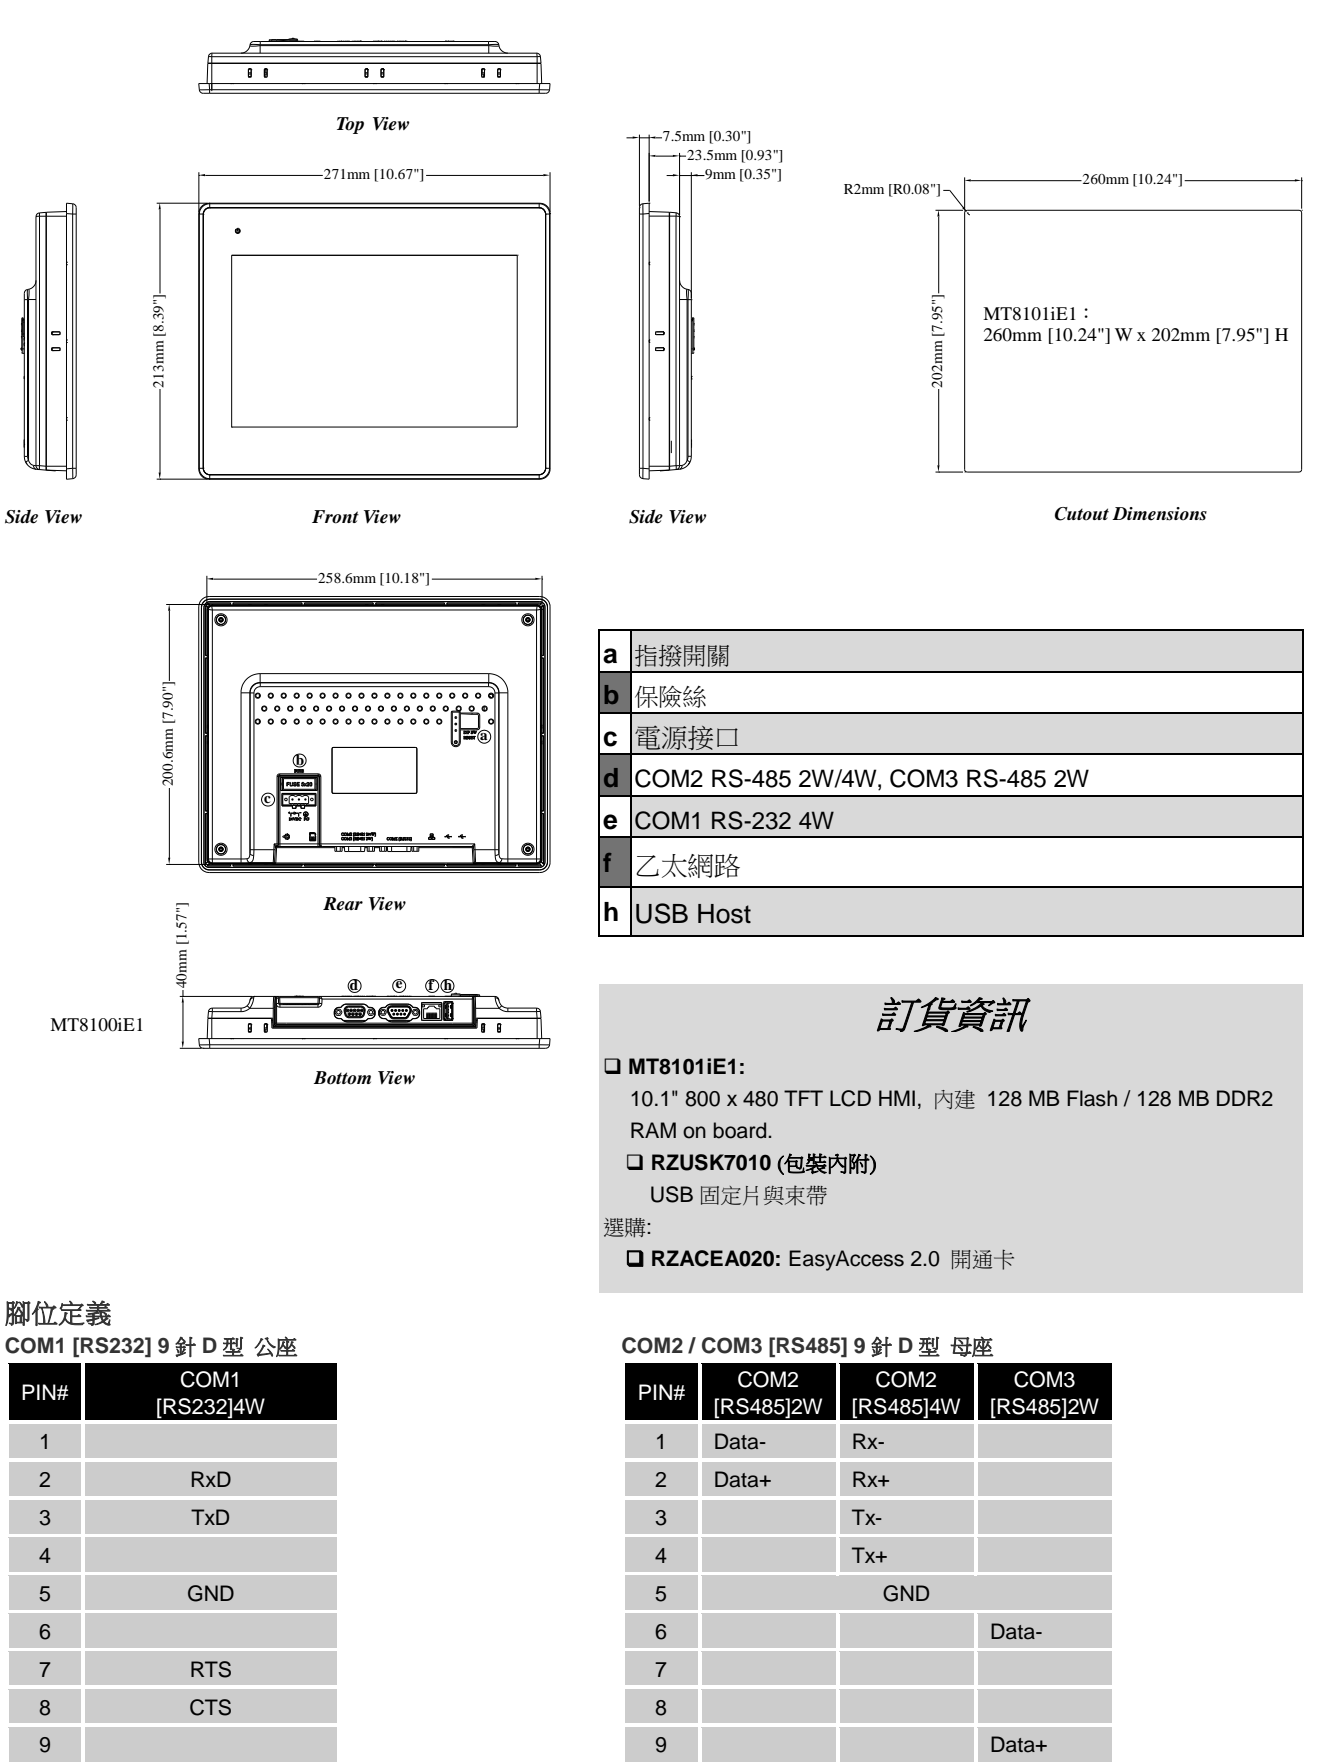 Top View
7.5mm [0.30"]
23.5mm [0.93"]
9mm [0.35"]
271mm [10.67"]
213mm [8.39"]
R2mm [R0.08"]
260mm [10.24"]
202mm [7.95"]
MT8101iE1：
260mm [10.24"] W x 202mm [7.95"] H
Side View
Front View
Side View
Cutout Dimensions
258.6mm [10.18"]
200.6mm [7.90"]
a
b
FUSE 5x20
c
Rear View
a 指撥開關
b 保險絲
c 電源接口
d COM2 RS-485 2W/4W, COM3 RS-485 2W
e COM1 RS-232 4W
f 乙太網路
h USB Host
40mm [1.57"]
d e f h
MT8100iE1
Bottom View
訂貨資訊
❑ MT8101iE1:
10.1" 800 x 480 TFT LCD HMI, 內建 128 MB Flash / 128 MB DDR2
RAM on board.
❑ RZUSK7010 (包裝內附)
USB 固定片與束帶
選購:
❑ RZACEA020: EasyAccess 2.0 開通卡
腳位定義
COM1 [RS232] 9 針 D 型 公座
PIN# COM1
[RS232]4W
1
2 RxD
3 TxD
4
5 GND
6
7 RTS
8 CTS
9
COM2 / COM3 [RS485] 9 針 D 型 母座
PIN# COM2 COM2 COM3
[RS485]2W [RS485]4W [RS485]2W
1 Data- Rx-
2 Data+ Rx+
3 Tx-
4 Tx+
5 GND
6 Data-
7
8
9 Data+